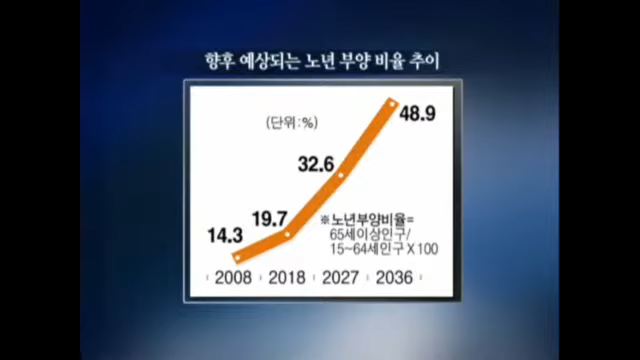 향후 예상되는 노년 부양 비율 추이
(단위:%)
48.9
32.6
19.7
14.3
※노년부양비율=
65세이상인구/
15~64세인구X100
2008 2018 2027 2036